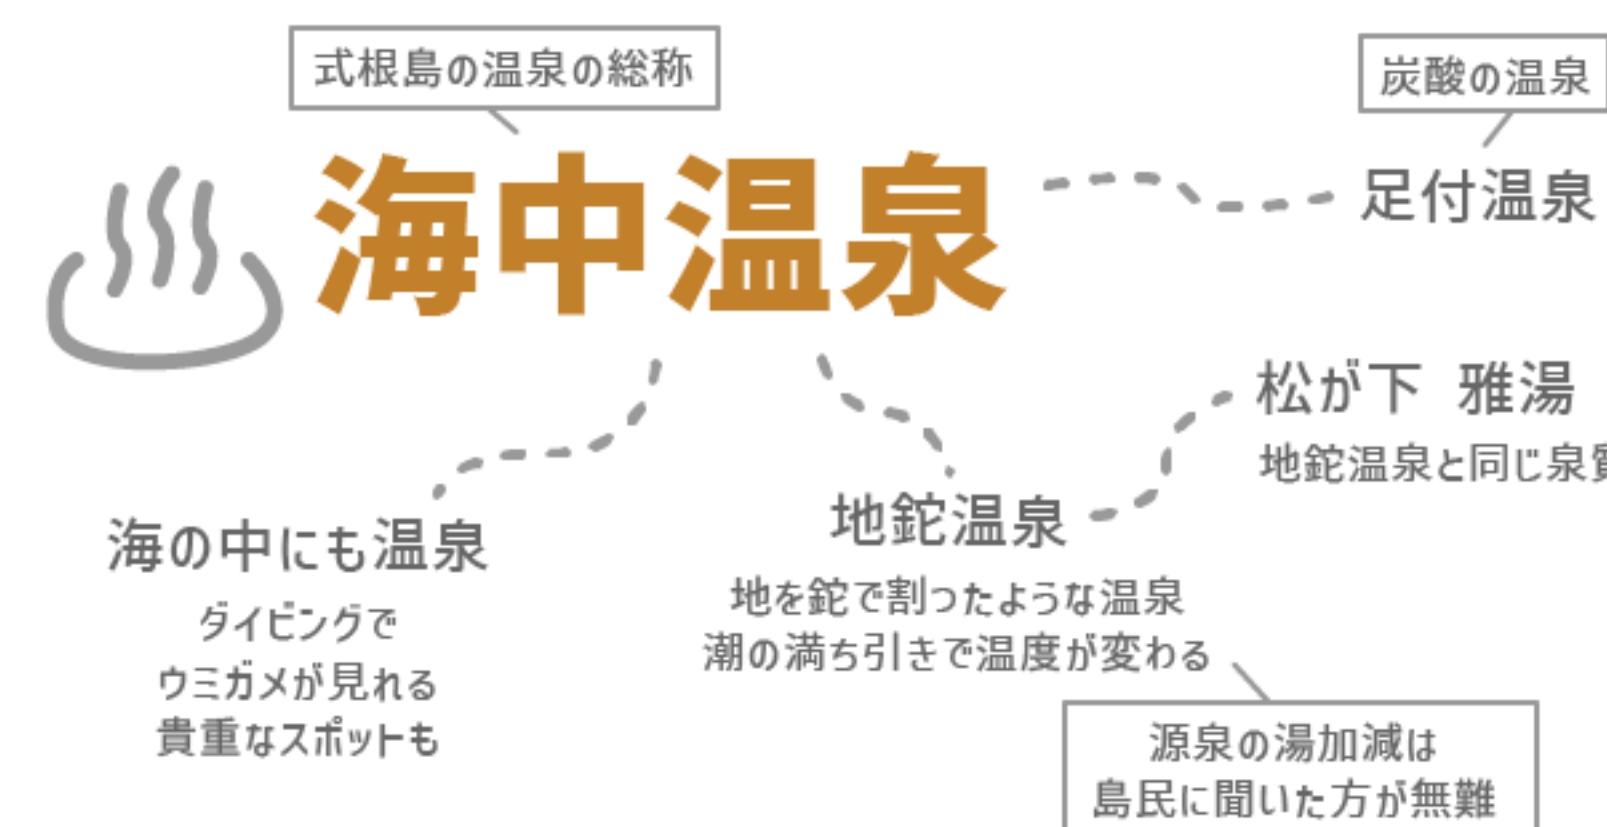 式根島の温泉の総称
炭酸の温泉
海中温泉
足付温泉
松が下 雅湯
地鉈温泉と同じ泉質
地鉈温泉
海の中にも温泉
地を鉈で割ったような温泉
潮の満ち引きで温度が変わる
ダイビングで
ウミガメが見れる
貴重なスポットも
源泉の湯加減は
島民に聞いた方が無難